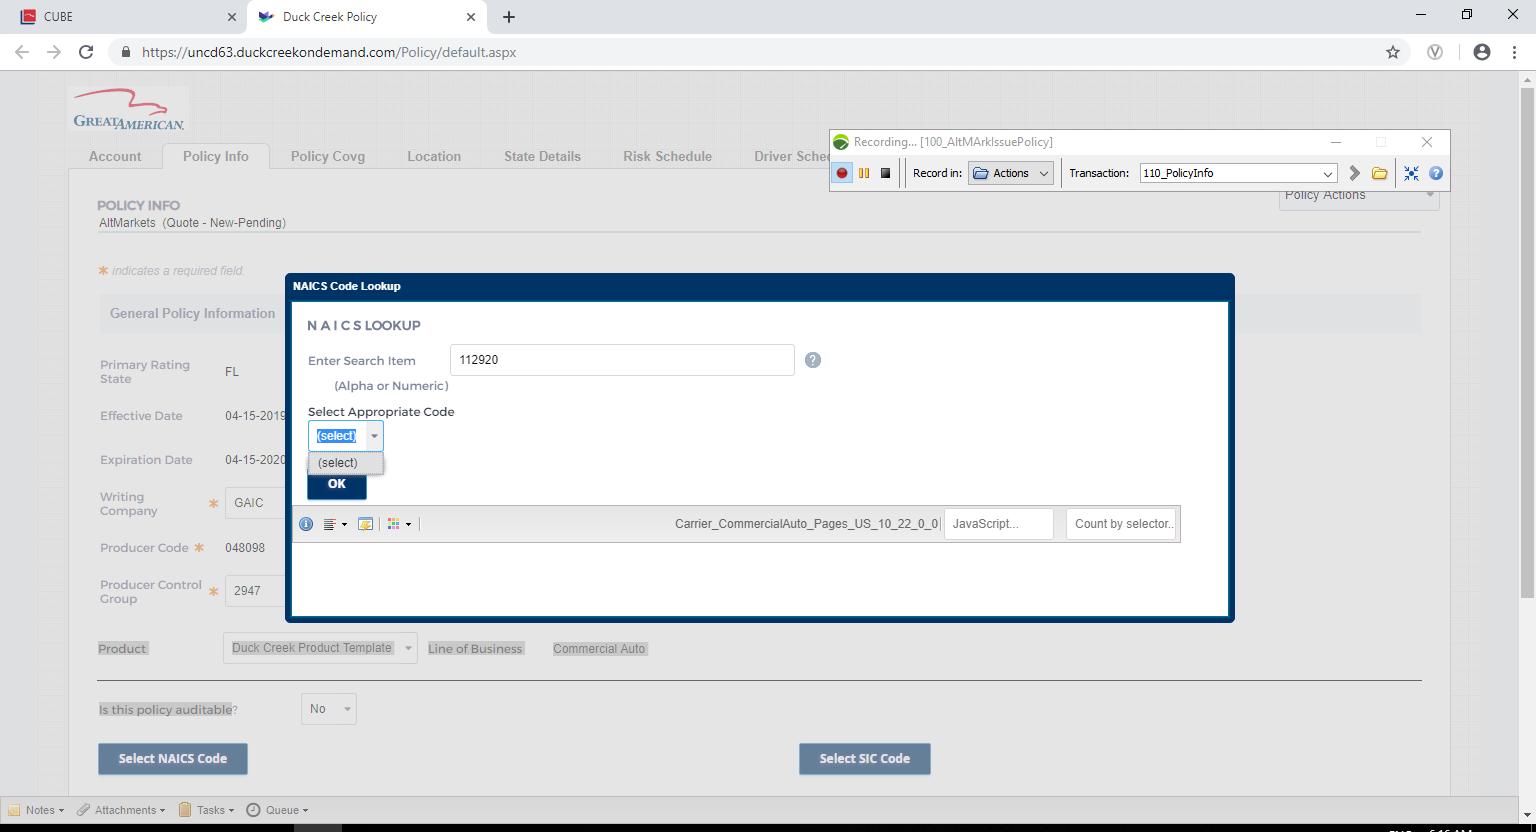 CUBE
Duck Creek Policy
https://uncd63.duckcreekondemand.com/Policy/default.aspx
GREATAMERICAN.
Recording... [100_AltMArkIssuePolicy]
Account Policy Info Policy Covg Location State Details Risk Schedule Driver Sche
Record in: Actions Transaction: 110_PolicyInfo
Policy Actions
POLICY INFO
AltMarkets (Quote - New-Pending)
* indicates a required field.
General Policy Information
NAICS Code Lookup
N A I C S LOOKUP
Enter Search Item 112920 ?
(Alpha or Numeric)
Select Appropriate Code
(select)
(select)
OK
Carrier_CommercialAuto_Pages_US_10_22_0_0 JavaScript... Count by selector..
Primary Rating
State FL
Effective Date 04-15-2019
Expiration Date 04-15-2020
Writing
Company * GAIC
Producer Code * 048098
Producer Control
Group * 2947
Product Duck Creek Product Template Line of Business Commercial Auto
Is this policy auditable? No
Select NAICS Code Select SIC Code
Notes Attachments Tasks Queue